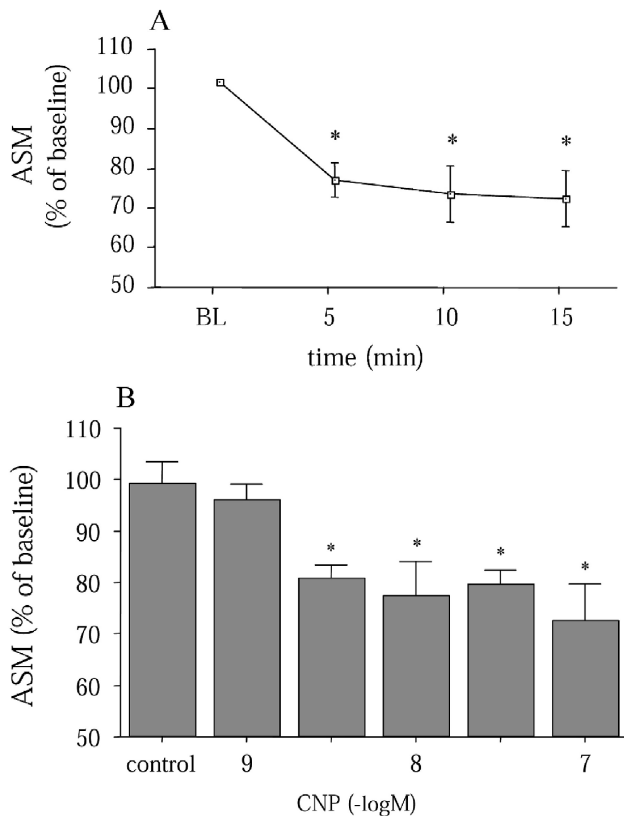 A
110
100
90
80
70
60
50
ASM
(% of baseline)
*
*
*
BL 5 10 15
time (min)
B
110
100
90
80
70
60
50
ASM (% of baseline)
*
*
*
*
control 9 8 7
CNP (-logM)